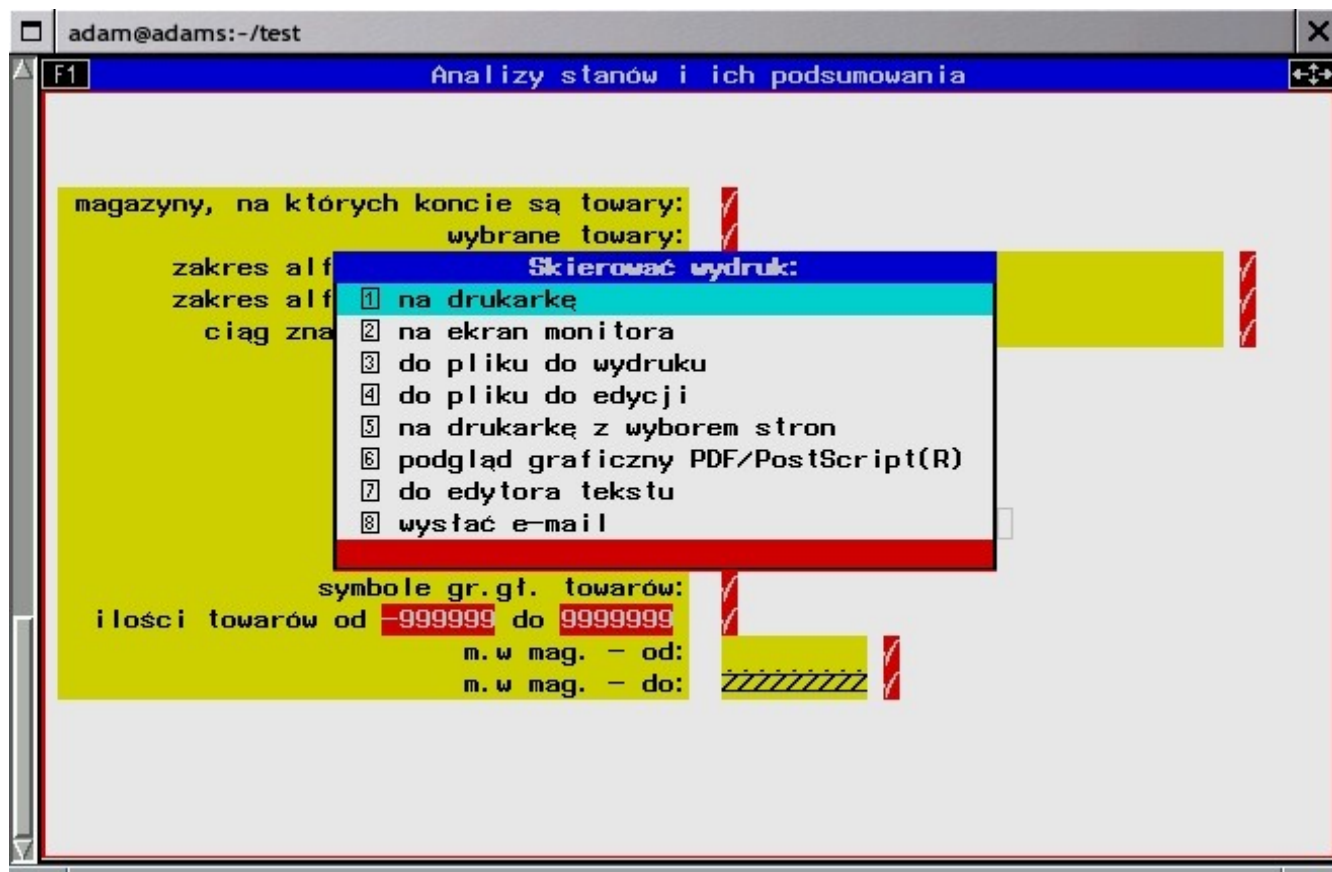 adam@adams:~/test
F1 Analizy stanów i ich podsumowania
magazyny, na których koncie są towary:
wybrane towary:
zakres alf
zakres alf
ciąg zna
Skierować wydruk:
1 na drukarkę
2 na ekran monitora
3 do pliku do wydruku
4 do pliku do edycji
5 na drukarkę z wyborem stron
6 podgląd graficzny PDF/PostScript(R)
7 do edytora tekstu
8 wysłać e-mail
symbole gr.gł. towarów:
ilości towarów od -999999 do 9999999
m.w mag. - od:
m.w mag. - do: ZZZZZZZZZ